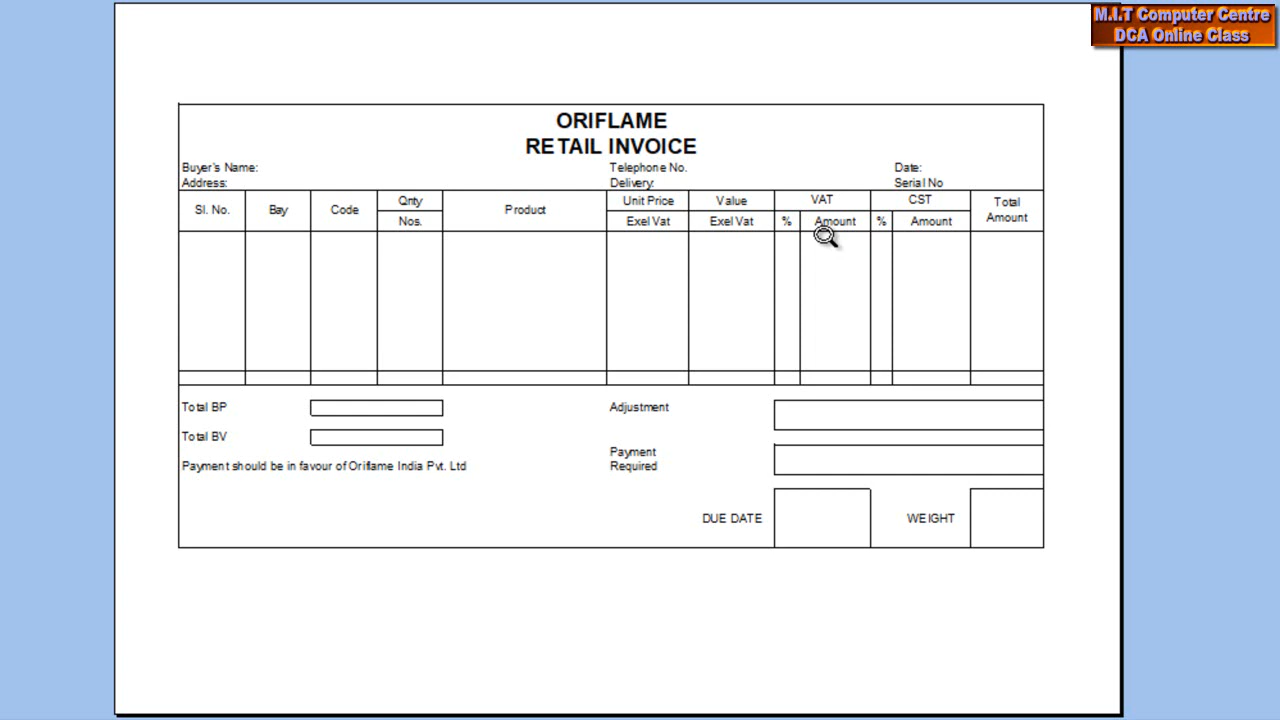 M.I.T Computer Centre
DCA Online Class
ORIFLAME
RETAIL INVOICE
Buyer's Name: Telephone No. Date:
Address: Delivery: Serial No
Sl. No. Bay Code Qnty Product Unit Price Value VAT CST Total Amount
Nos. Exel Vat Exel Vat % Amount % Amount
Total BP Adjustment
Total BV
Payment
Payment should be in favour of Oriflame India Pvt. Ltd Required
DUE DATE WEIGHT